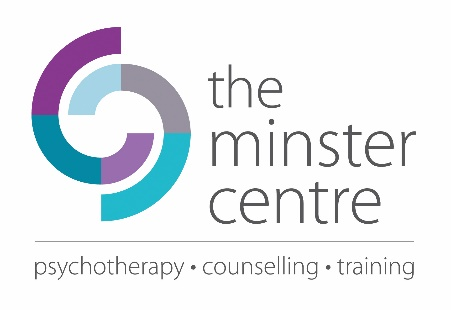 the
minster
centre
psychotherapy • counselling • training